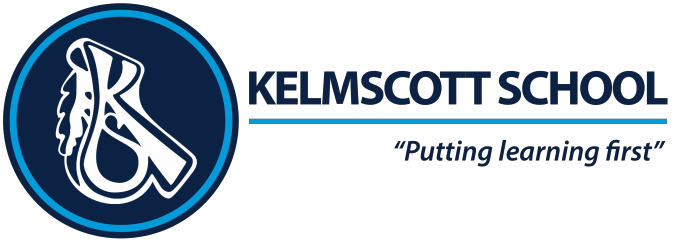 KELMSCOTT SCHOOL
“Putting learning first”